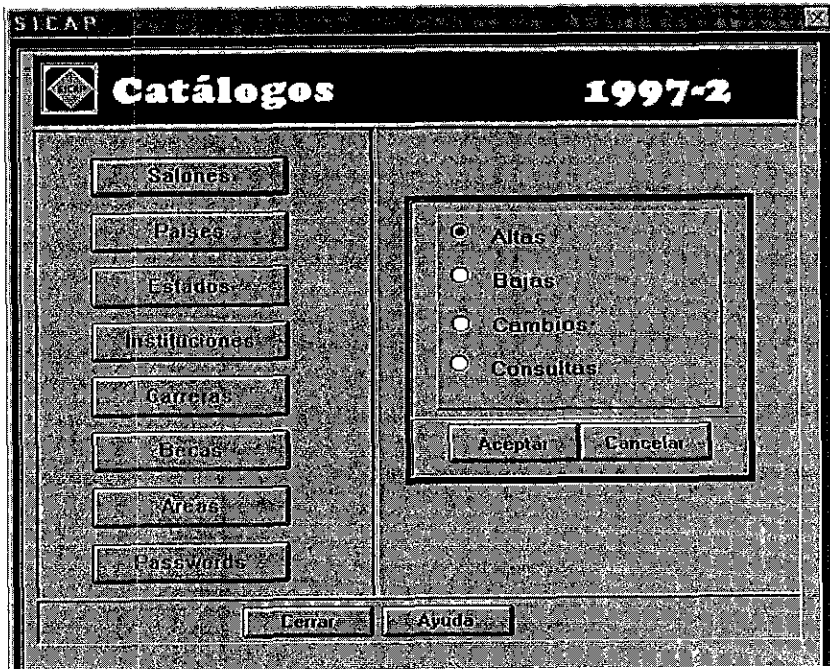 SICAP
Catálogos 1997-2
Salones
Países
Estados
Instituciones
Carreras
Becas
Areas
Passwords
Altas
Bajas
Cambios
Consultas
Aceptar Cancelar
Cerrar Ayuda